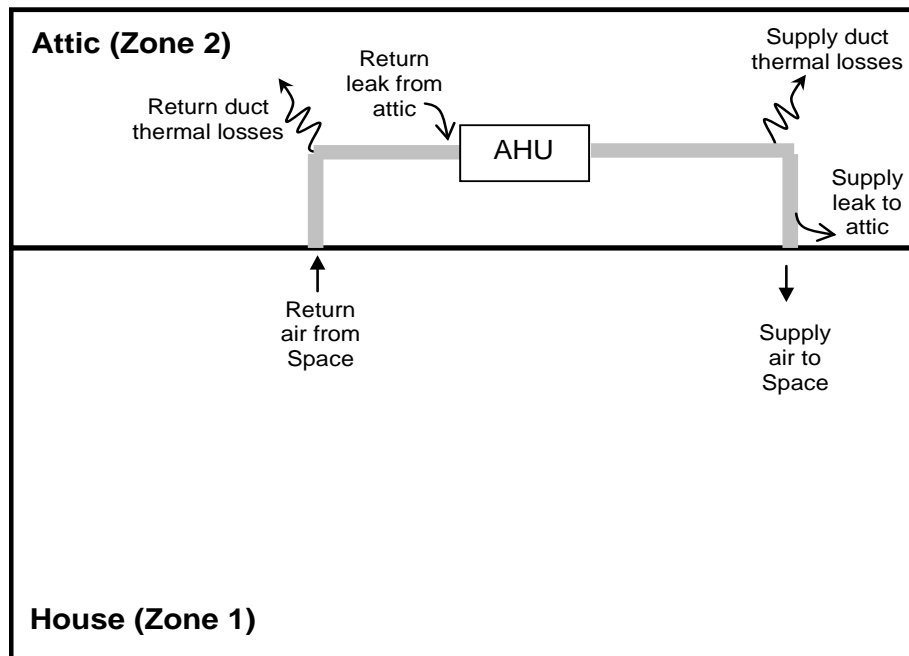 Attic (Zone 2)
Return duct
thermal losses
Return
leak from
attic
AHU
Supply duct
thermal losses
Supply
leak to
attic
Return
air from
Space
Supply
air to
Space
House (Zone 1)